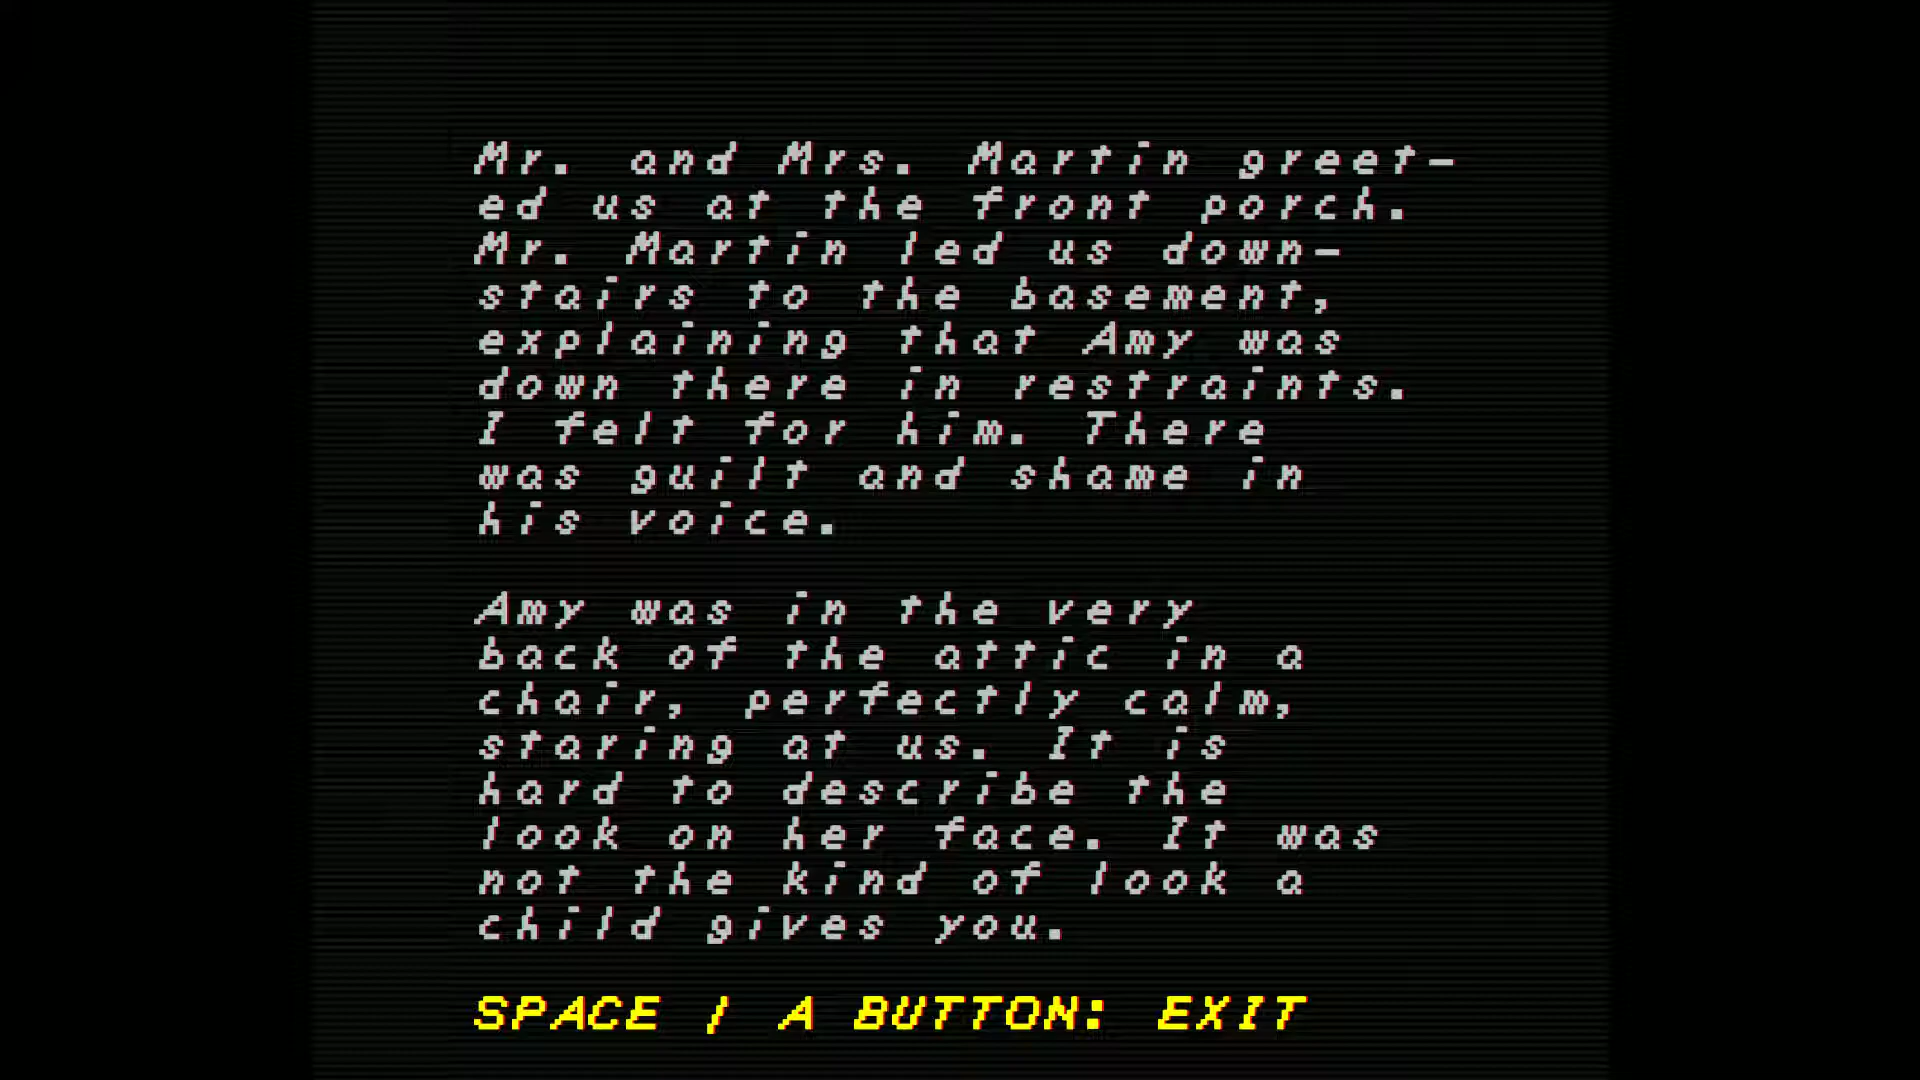 Mr. and Mrs. Martin greet-
ed us at the front porch.
Mr. Martin led us down-
stairs to the basement,
explaining that Amy was
down there in restraints.
I felt for him. There
was guilt and shame in
his voice.
Amy was in the very
back of the attic in a
chair, perfectly calm,
staring at us. It is
hard to describe the
look on her face. It was
not the kind of look a
child gives you.
SPACE / A BUTTON: EXIT